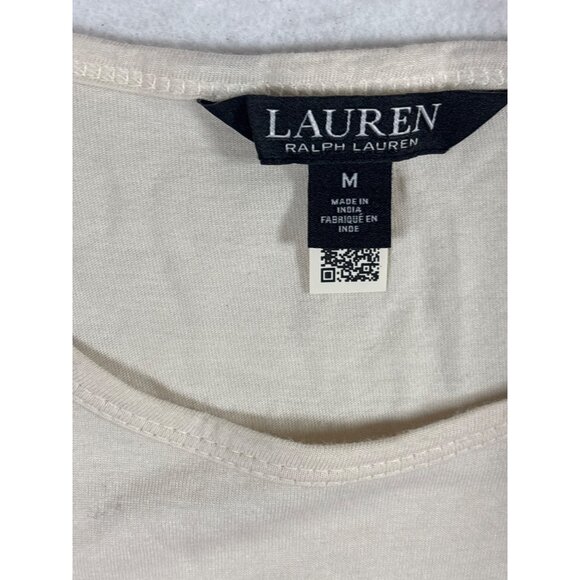 LAUREN
RALPH LAUREN
M
MADE IN
INDIA
FABRIQUÉ EN
INDE